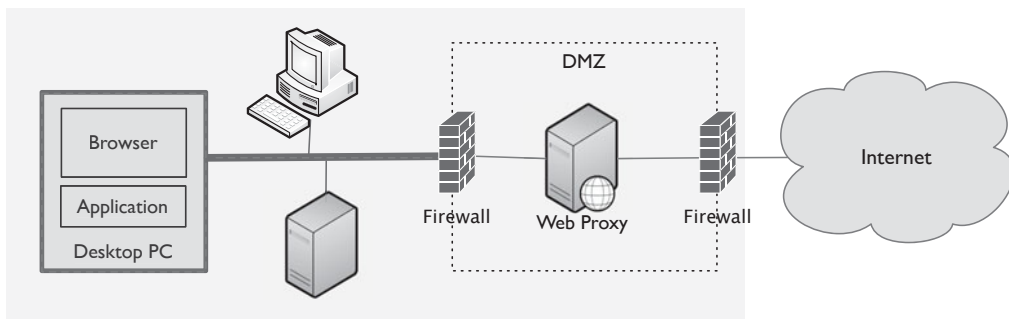 DMZ
Browser
Application
Desktop PC
Firewall
Web Proxy
Firewall
Internet